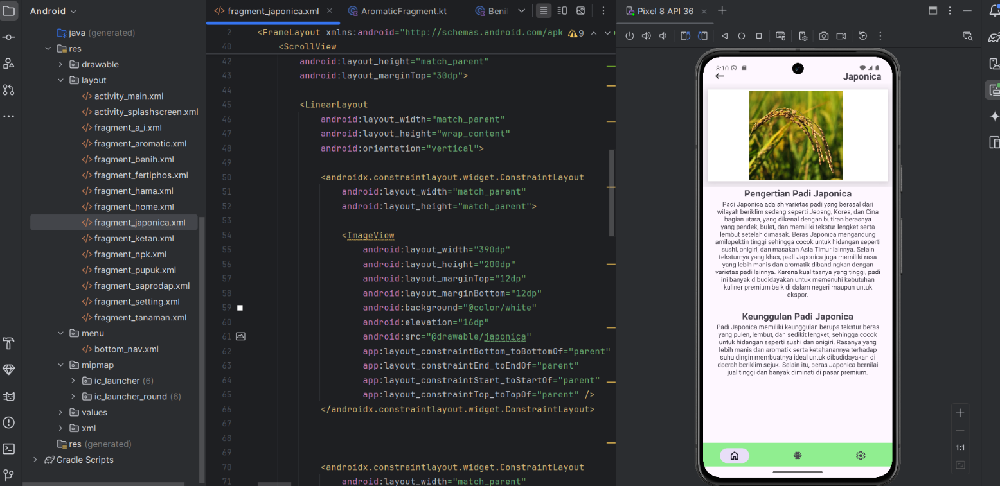 Android
java (generated)
res
drawable
layout
activity_main.xml
activity_splashscreen.xml
fragment_a_i.xml
fragment_aromatic.xml
fragment_benih.xml
fragment_fertiphos.xml
fragment_hama.xml
fragment_home.xml
fragment_japonica.xml
fragment_ketan.xml
fragment_npk.xml
fragment_pupuk.xml
fragment_saprodap.xml
fragment_setting.xml
fragment_tanaman.xml
menu
bottom_nav.xml
mipmap
ic_launcher (6)
ic_launcher_round (6)
values
xml
res (generated)
Gradle Scripts
fragment_japonica.xml
AromaticFragment.kt
Beni
2 <FrameLayout xmlns:android="http://schemas.android.com/apk
9
40 <ScrollView
42 android:layout_height="match_parent"
43 android:layout_marginTop="30dp">
44
45 <LinearLayout
46 android:layout_width="match_parent"
47 android:layout_height="wrap_content"
48 android:orientation="vertical">
49
50 <androidx.constraintlayout.widget.ConstraintLayout
51 android:layout_width="match_parent"
52 android:layout_height="match_parent">
53
54 <ImageView
55 android:layout_width="390dp"
56 android:layout_height="200dp"
57 android:layout_marginTop="12dp"
58 android:layout_marginBottom="12dp"
59 android:background="@color/white"
60 android:elevation="16dp"
61 android:src="@drawable/japonica"
62 app:layout_constraintBottom_toBottomOf="parent"
63 app:layout_constraintEnd_toEndOf="parent"
64 app:layout_constraintStart_toStartOf="parent"
65 app:layout_constraintTop_toTopOf="parent" />
66 </androidx.constraintlayout.widget.ConstraintLayout>
67
68
69
70 <androidx.constraintlayout.widget.ConstraintLayout
71 android:layout_width="match_parent"
Pixel 8 API 36
8:10
Japonica
Pengertian Padi Japonica
Padi Japonica adalah varietas padi yang berasal dari
wilayah beriklim sedang seperti Jepang, Korea, dan Cina
bagian utara, yang dikenal dengan butiran berasnya
yang pendek, bulat, dan memiliki tekstur lengket serta
lembut setelah dimasak. Beras Japonica mengandung
amilopektin tinggi sehingga cocok untuk hidangan seperti
sushi, onigiri, dan masakan Asia Timur lainnya. Selain
teksturnya yang khas, padi Japonica juga memiliki rasa
yang lebih manis dan aromatik dibandingkan dengan
varietas padi lainnya. Karena kualitasnya yang tinggi, padi
ini banyak dibudidayakan untuk memenuhi kebutuhan
kuliner premium baik di dalam negeri maupun untuk
ekspor.
Keunggulan Padi Japonica
Padi Japonica memiliki keunggulan berupa tekstur beras
yang pulen, lembut, dan sedikit lengket, sehingga cocok
untuk hidangan seperti sushi dan onigiri. Rasanya yang
lebih manis dan aromatik serta ketahanannya terhadap
suhu dingin membuatnya ideal untuk dibudidayakan di
daerah beriklim sejuk. Selain itu, beras Japonica bernilai
jual tinggi dan banyak diminati di pasar premium.
1:1